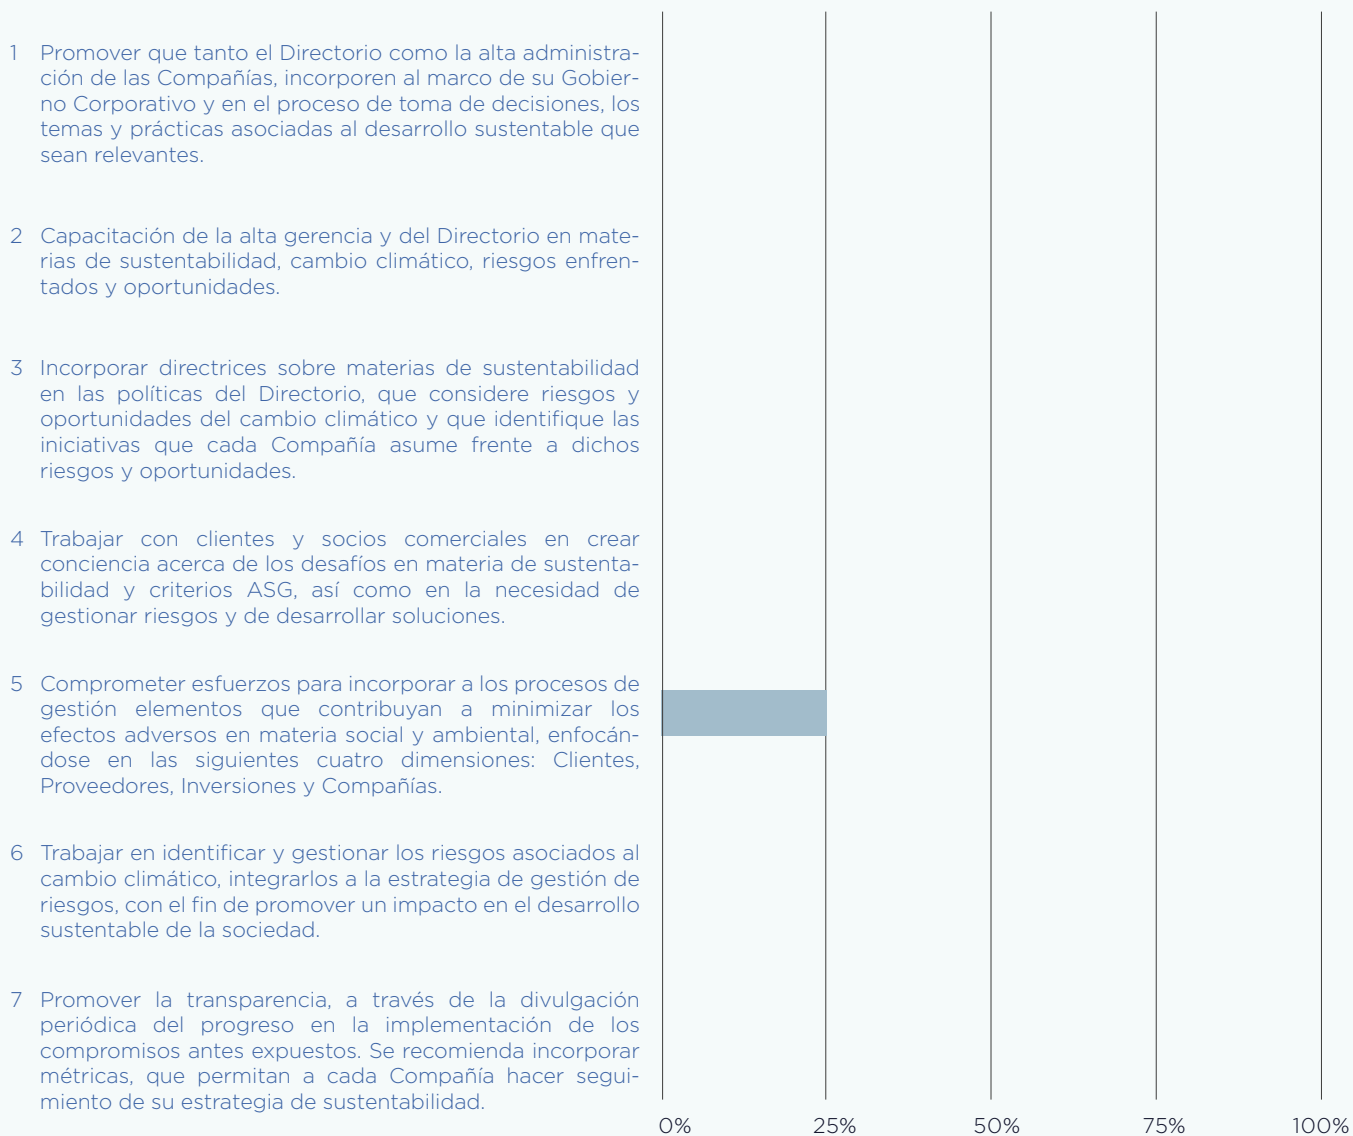 1 Promover que tanto el Directorio como la alta administra-
ción de las Compañías, incorporen al marco de su Gobier-
no Corporativo y en el proceso de toma de decisiones, los
temas y prácticas asociadas al desarrollo sustentable que
sean relevantes.
2 Capacitación de la alta gerencia y del Directorio en mate-
rias de sustentabilidad, cambio climático, riesgos enfren-
tados y oportunidades.
3 Incorporar directrices sobre materias de sustentabilidad
en las políticas del Directorio, que considere riesgos y
oportunidades del cambio climático y que identifique las
iniciativas que cada Compañía asume frente a dichos
riesgos y oportunidades.
4 Trabajar con clientes y socios comerciales en crear
conciencia acerca de los desafíos en materia de sustenta-
bilidad y criterios ASG, así como en la necesidad de
gestionar riesgos y de desarrollar soluciones.
5 Comprometer esfuerzos para incorporar a los procesos de
gestión elementos que contribuyan a minimizar los
efectos adversos en materia social y ambiental, enfocán-
dose en las siguientes cuatro dimensiones: Clientes,
Proveedores, Inversiones y Compañías.
6 Trabajar en identificar y gestionar los riesgos asociados al
cambio climático, integrarlos a la estrategia de gestión de
riesgos, con el fin de promover un impacto en el desarrollo
sustentable de la sociedad.
7 Promover la transparencia, a través de la divulgación
periódica del progreso en la implementación de los
compromisos antes expuestos. Se recomienda incorporar
métricas, que permitan a cada Compañía hacer segui-
miento de su estrategia de sustentabilidad.
0% 25% 50% 75% 100%